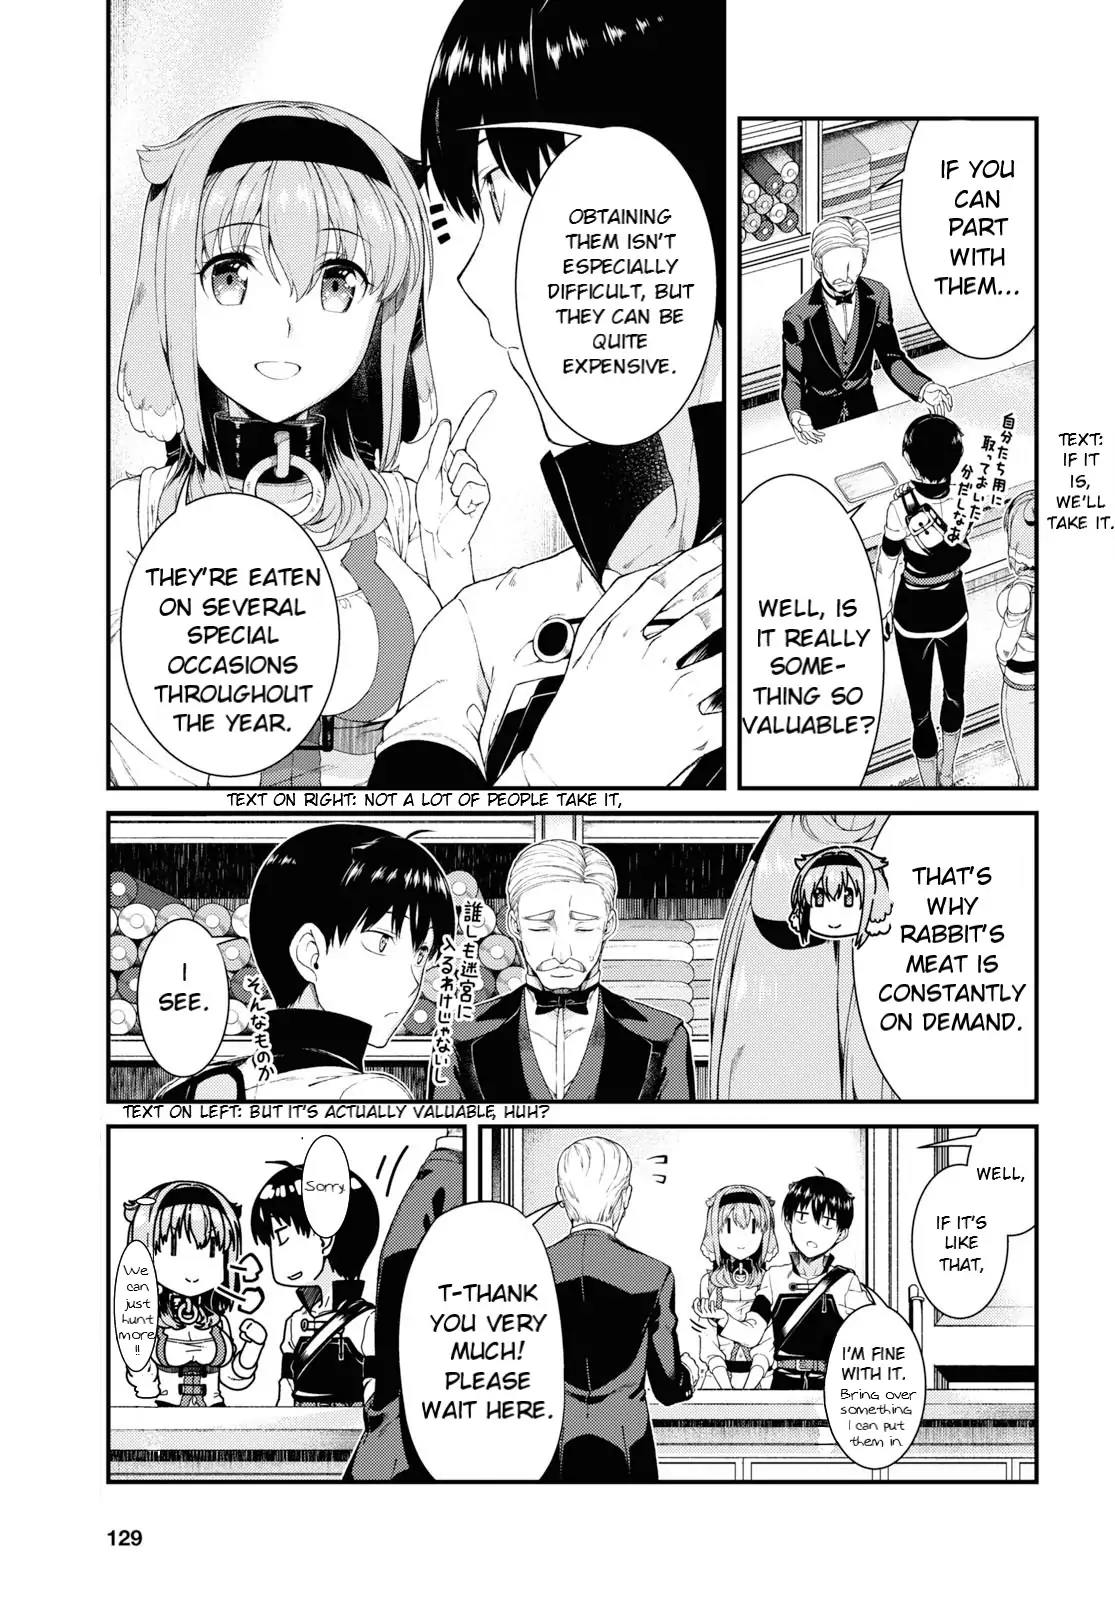 IF YOU
CAN
PART
WITH
THEM...
自分たち用に
取っておいた
分だしなぁ
TEXT:
IF IT
IS,
WE'LL
TAKE IT.
WELL, IS
IT REALLY
SOME-
THING SO
VALUABLE?
OBTAINING
THEM ISN'T
ESPECIALLY
DIFFICULT, BUT
THEY CAN BE
QUITE
EXPENSIVE.
THEY'RE EATEN
ON SEVERAL
SPECIAL
OCCASIONS
THROUGHOUT
THE YEAR.
TEXT ON RIGHT: NOT A LOT OF PEOPLE TAKE IT,
THAT'S
WHY
RABBIT'S
MEAT IS
CONSTANTLY
ON DEMAND.
誰しも迷宮に
入るわけじゃないし
そんなものか
I
SEE.
TEXT ON LEFT: BUT IT'S ACTUALLY VALUABLE, HUH?
WELL,
IF IT'S
LIKE
THAT,
I'M FINE
WITH IT.
Bring over
something
I can put
them in
T-THANK
YOU VERY
MUCH!
PLEASE
WAIT HERE.
Sorry.
We
can
just
hunt
more
!!
129